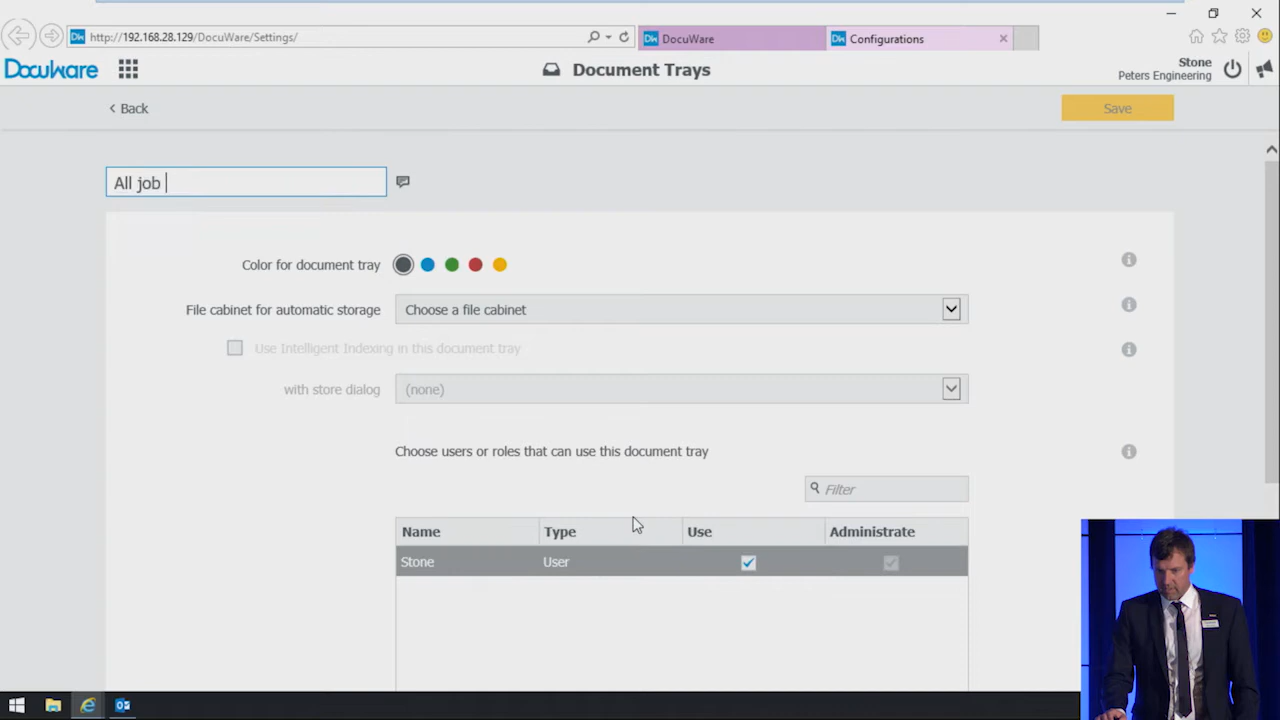 http://192.168.28.129/DocuWare/Settings/
DW DocuWare
DW Configurations
DocuWare
Document Trays
Stone
Peters Engineering
Back
Save
All job
Color for document tray
File cabinet for automatic storage
Choose a file cabinet
Use Intelligent Indexing in this document tray
with store dialog
(none)
Choose users or roles that can use this document tray
Filter
Name Type Use Administrate
Stone User